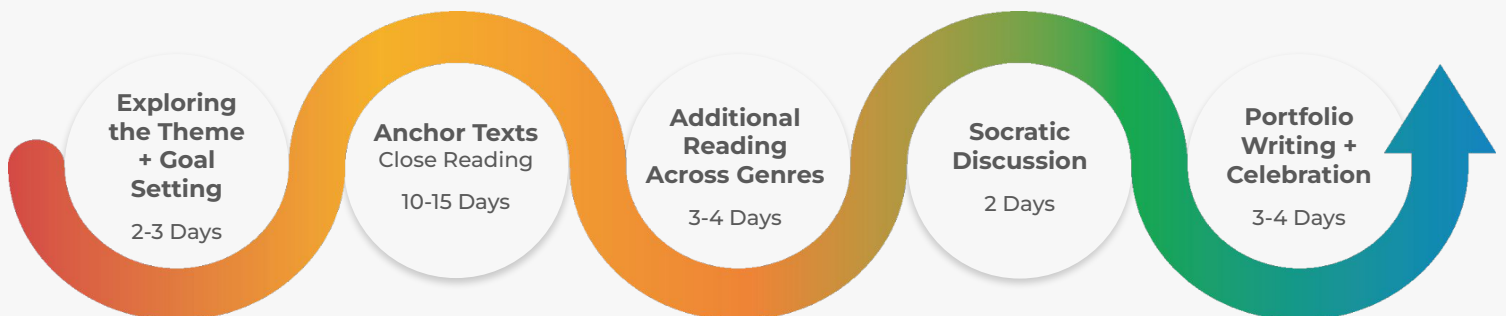 Exploring
the Theme
+ Goal
Setting
2-3 Days
Anchor Texts
Close Reading
10-15 Days
Additional
Reading
Across Genres
3-4 Days
Socratic
Discussion
2 Days
Portfolio
Writing +
Celebration
3-4 Days